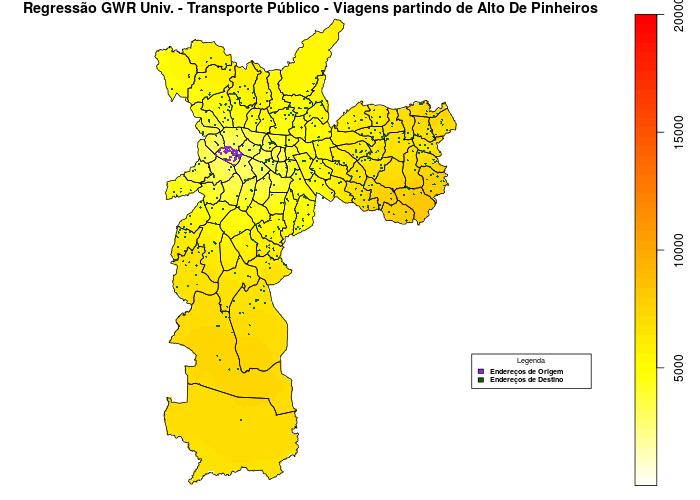 Regressão GWR Univ. - Transporte Público - Viagens partindo de Alto De Pinheiros
20000
15000
10000
5000
Legenda
Endereços de Origem
Endereços de Destino